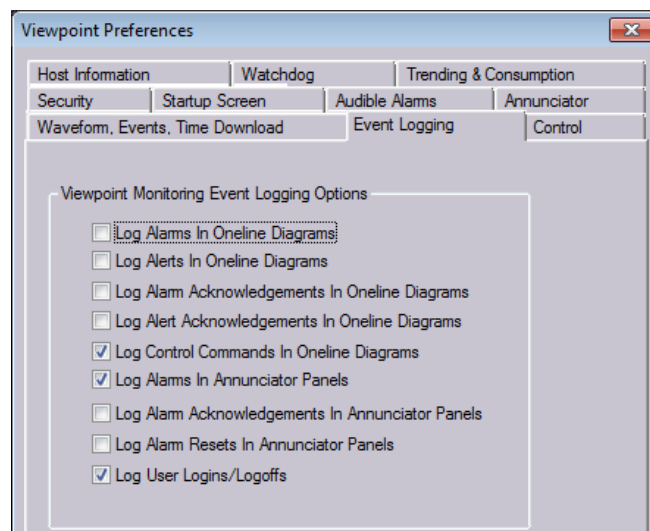 Viewpoint Preferences
Host Information Watchdog Trending & Consumption
Security Startup Screen Audible Alarms Annunciator
Waveform, Events, Time Download Event Logging Control
Viewpoint Monitoring Event Logging Options
Log Alarms In Oneline Diagrams
Log Alerts In Oneline Diagrams
Log Alarm Acknowledgements In Oneline Diagrams
Log Alert Acknowledgements In Oneline Diagrams
Log Control Commands In Oneline Diagrams
Log Alarms In Annunciator Panels
Log Alarm Acknowledgements In Annunciator Panels
Log Alarm Resets In Annunciator Panels
Log User Logins/Logoffs